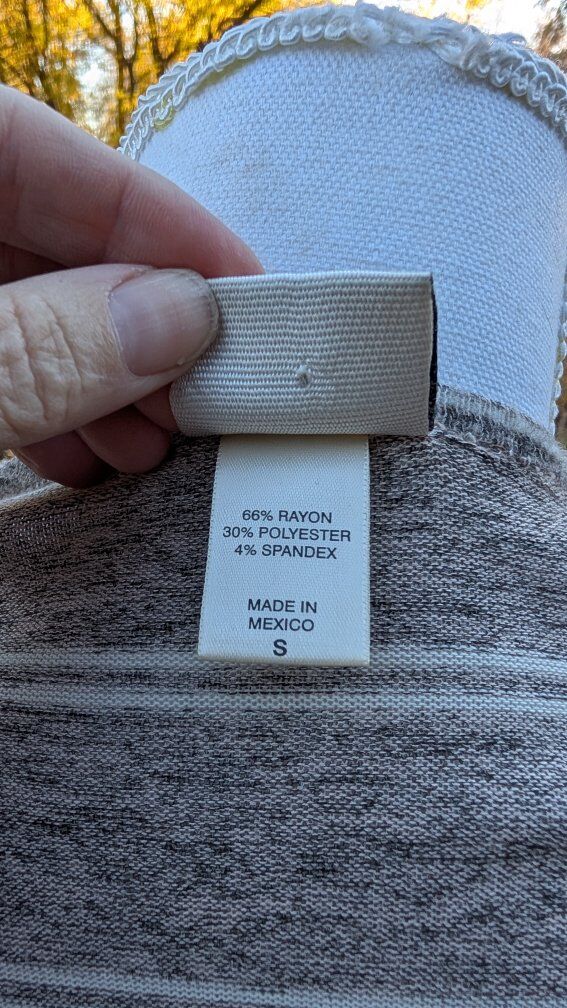 66% RAYON
30% POLYESTER
4% SPANDEX
MADE IN
MEXICO
S